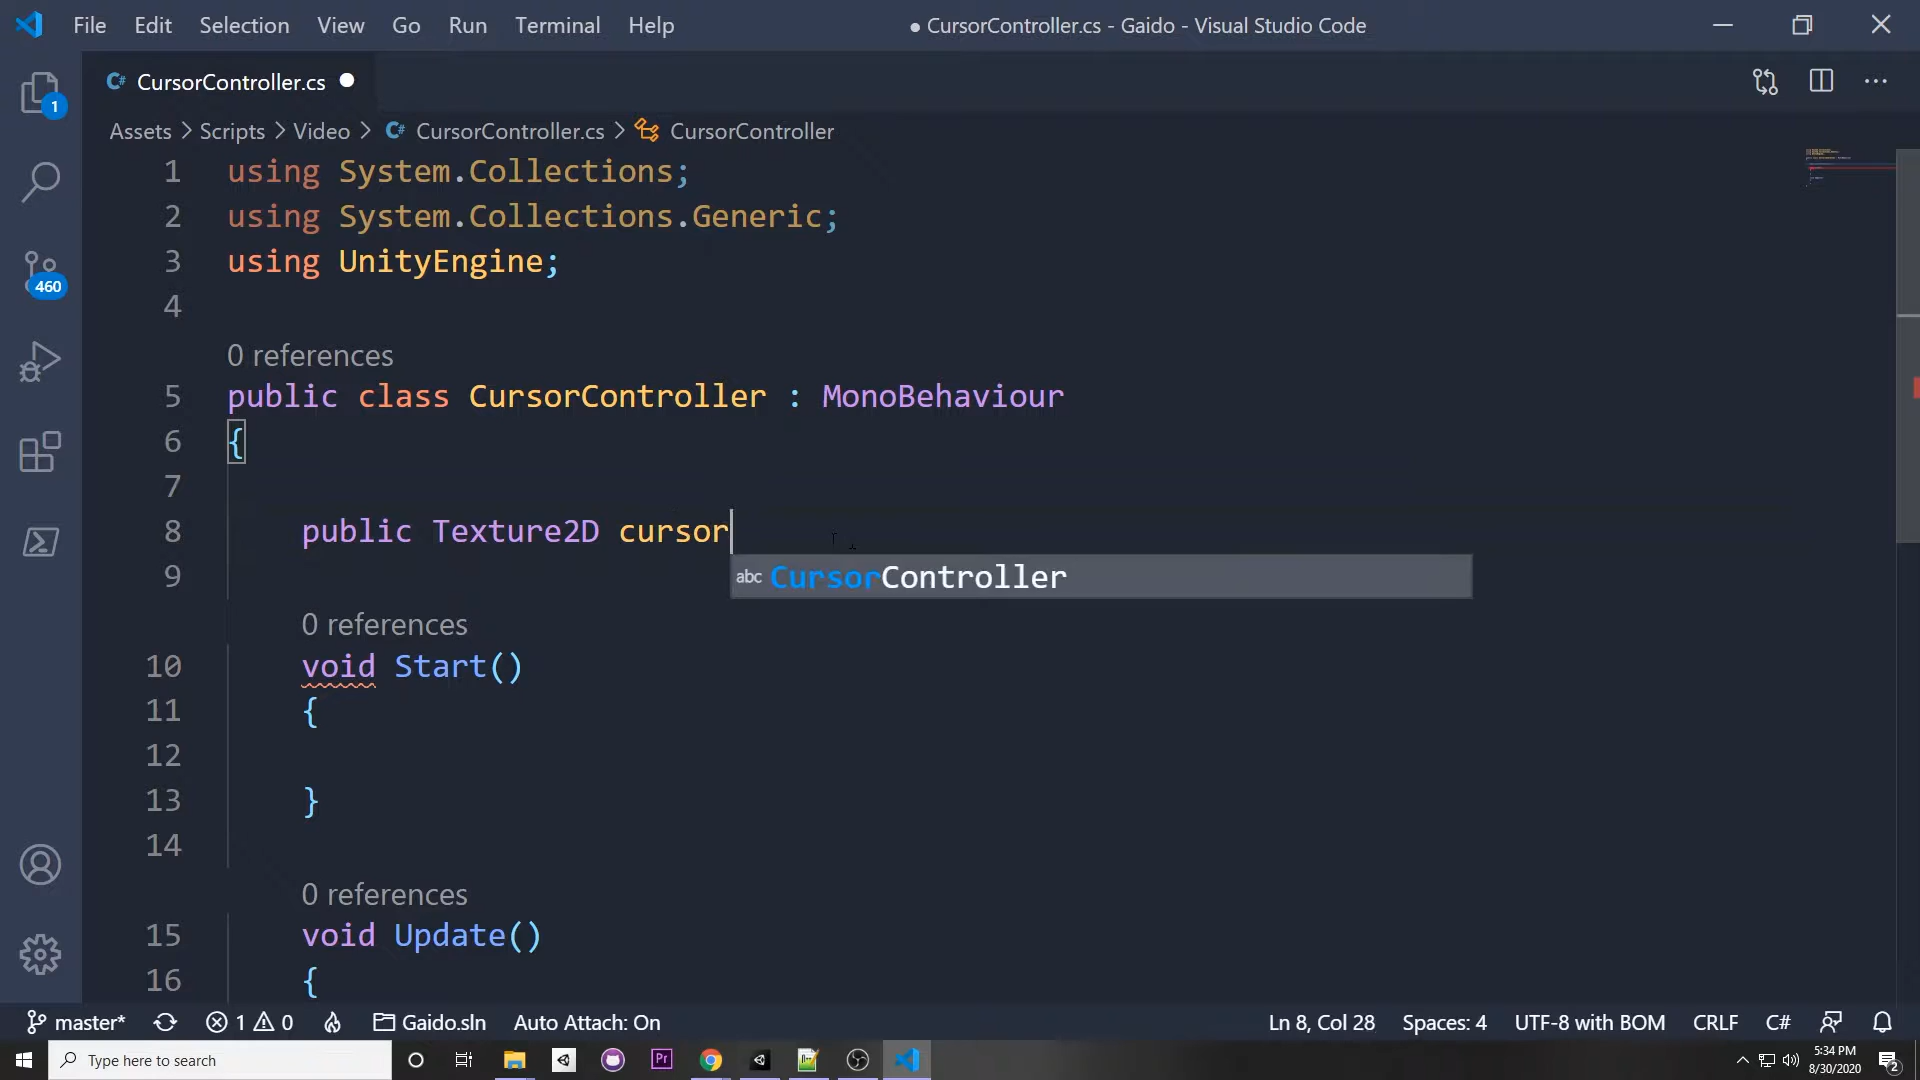 File Edit Selection View Go Run Terminal Help ● CursorController.cs - Gaido - Visual Studio Code
C# CursorController.cs ●
1
460
Assets > Scripts > Video > C# CursorController.cs > CursorController
1 using System.Collections;
2 using System.Collections.Generic;
3 using UnityEngine;
4
0 references
5 public class CursorController : MonoBehaviour
6 {
7
8 public Texture2D cursor
abc CursorController
9
0 references
10 void Start()
11 {
12
13 }
14
0 references
15 void Update()
16 {
master* 1 0 Gaido.sln Auto Attach: On Ln 8, Col 28 Spaces: 4 UTF-8 with BOM CRLF C#
Type here to search Pr 5:34 PM
8/30/2020 2